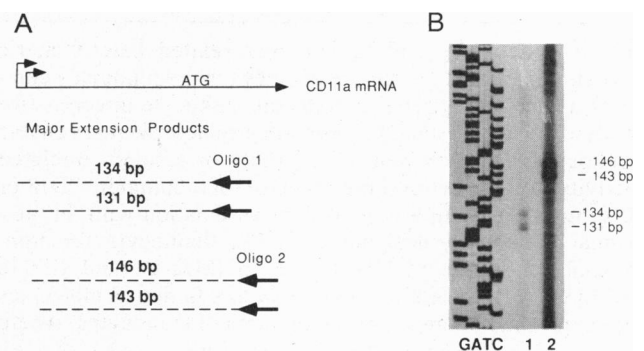 A
ATG
CD11a mRNA
Major Extension Products
Oligo 1
134 bp
131 bp
Oligo 2
146 bp
143 bp
B
146 bp
143 bp
134 bp
131 bp
GATC 1 2